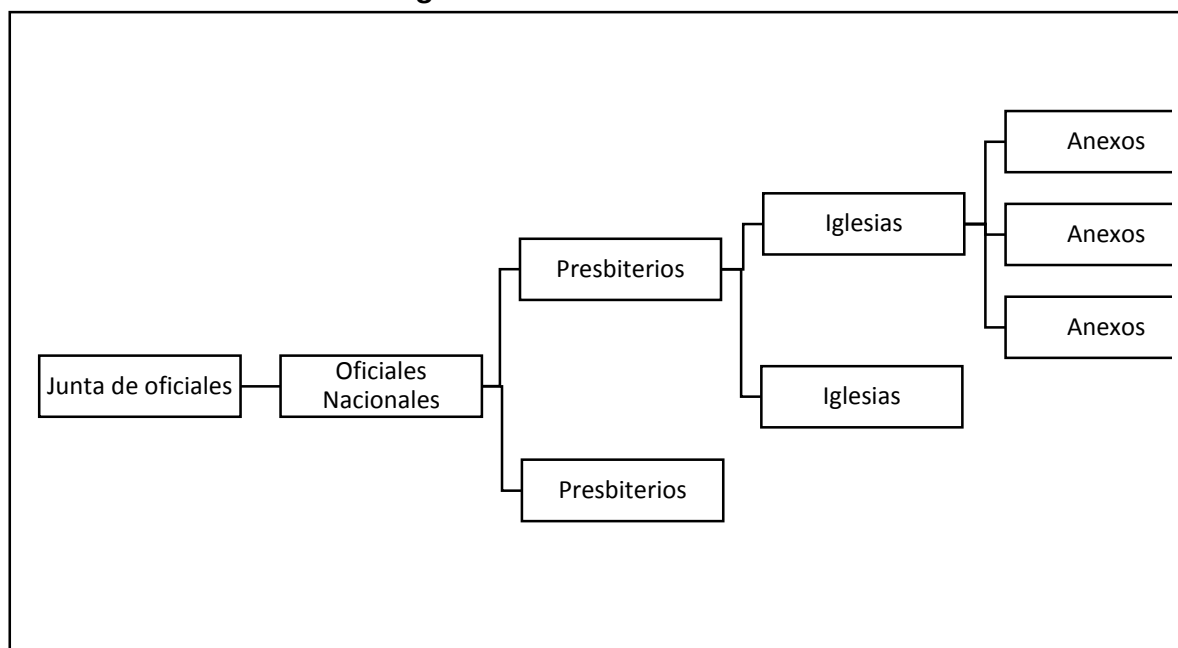 Junta de oficiales
Oficiales
Nacionales
Presbiterios
Presbiterios
Iglesias
Iglesias
Anexos
Anexos
Anexos